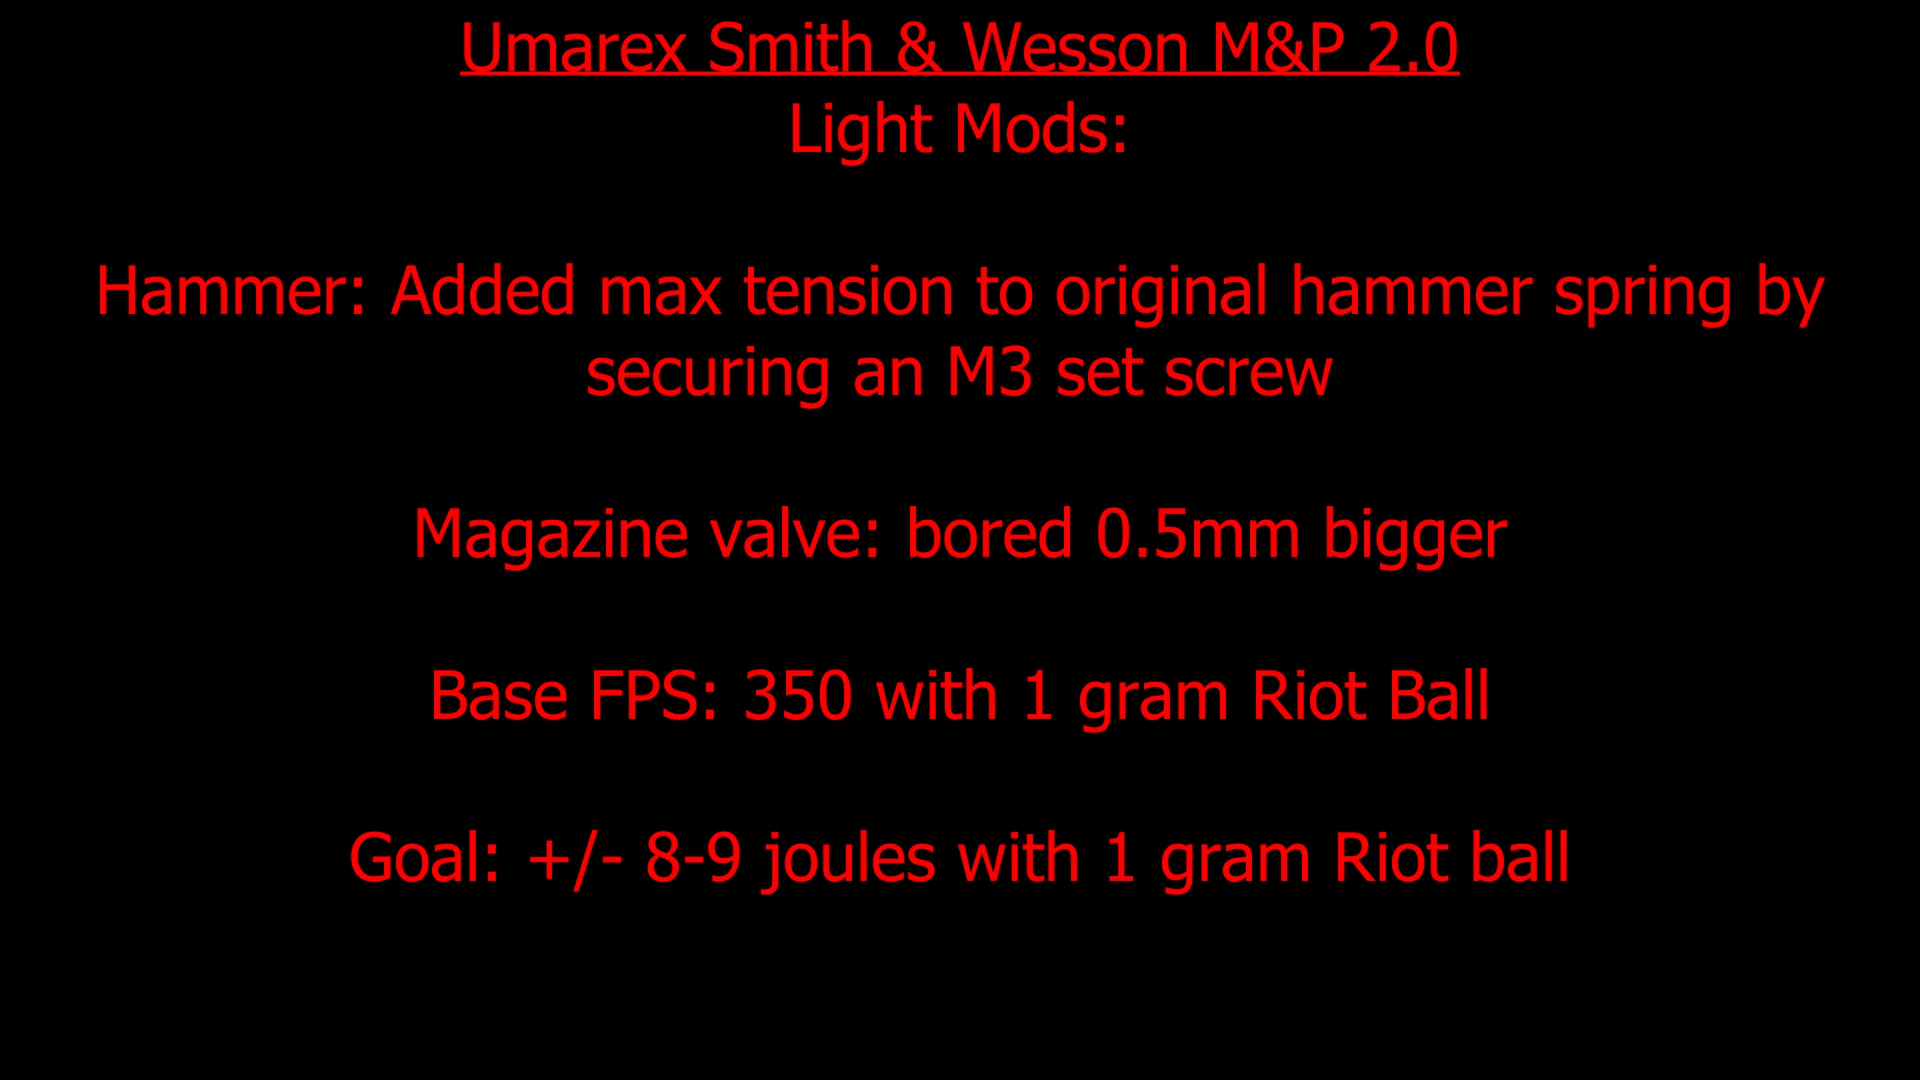 Umarex Smith & Wesson M&P 2.0
Light Mods:
Hammer: Added max tension to original hammer spring by
securing an M3 set screw
Magazine valve: bored 0.5mm bigger
Base FPS: 350 with 1 gram Riot Ball
Goal: +/- 8-9 joules with 1 gram Riot ball